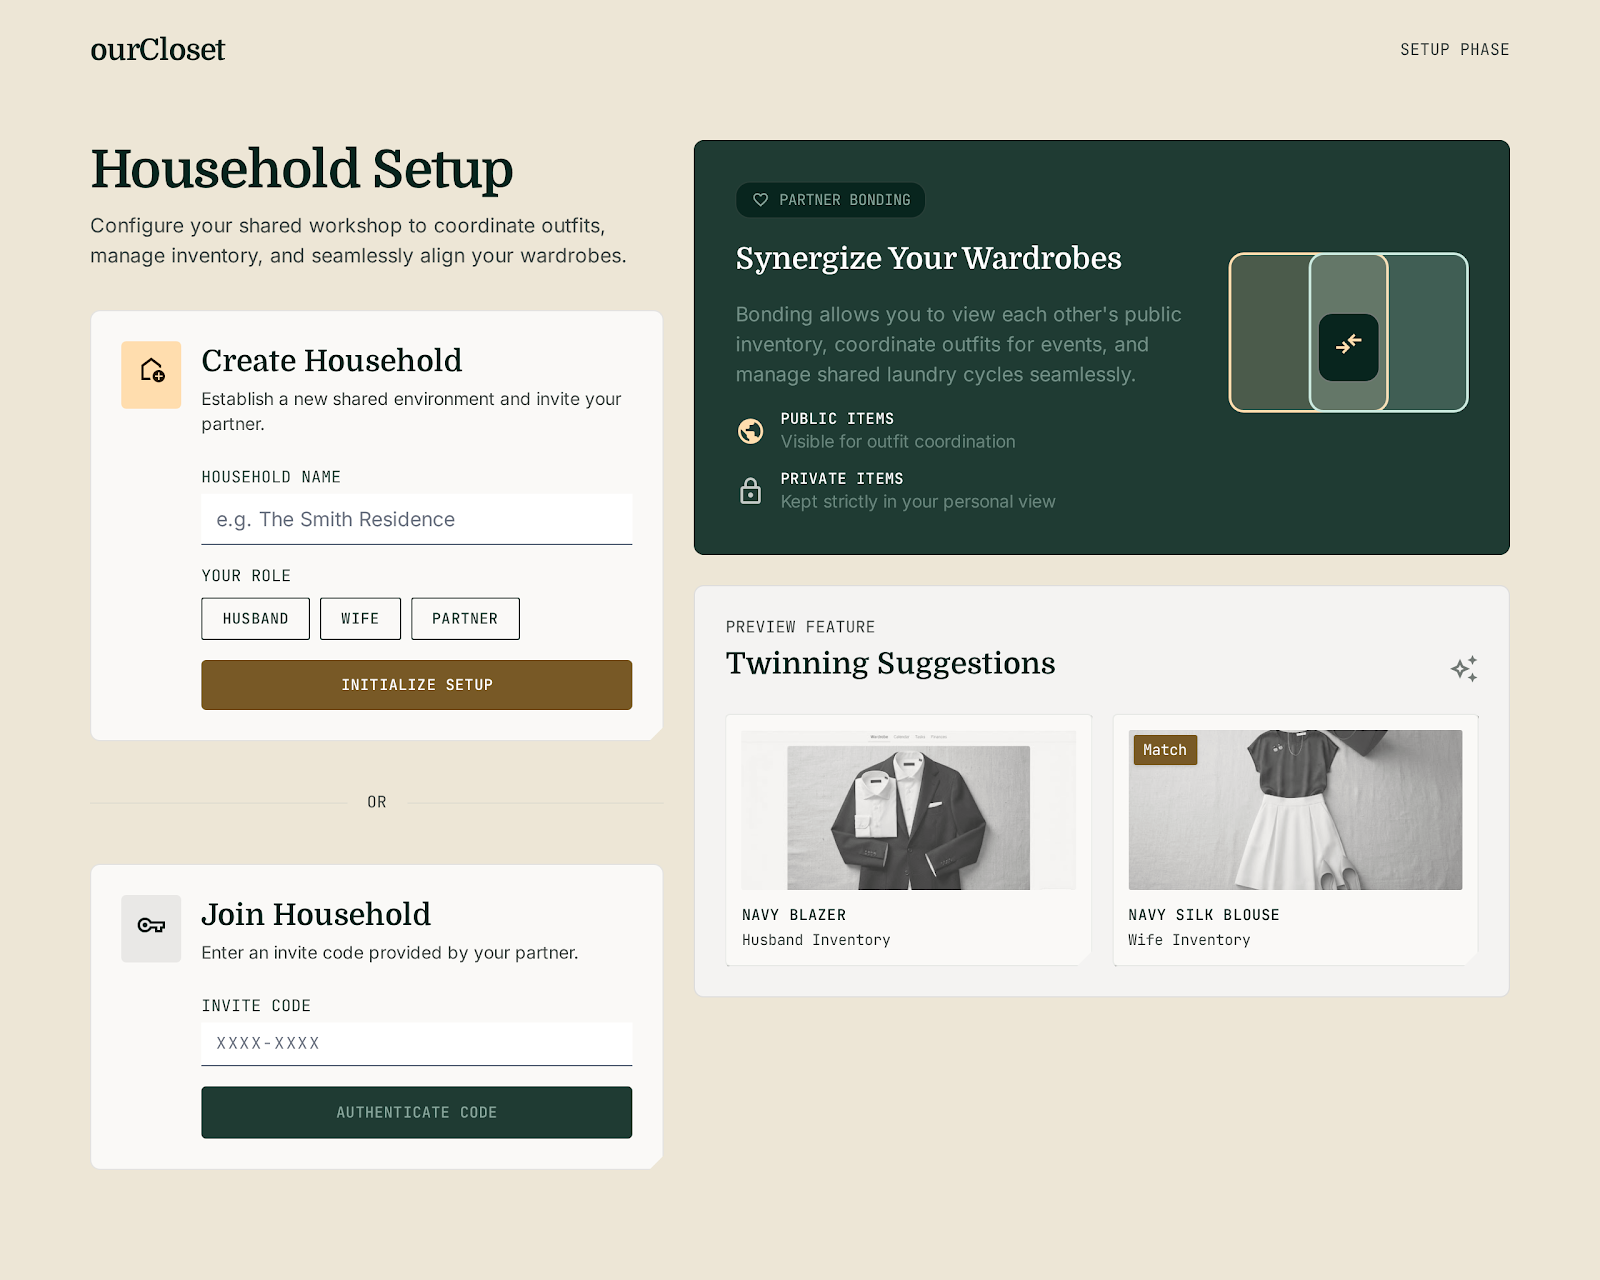 ourCloset
SETUP PHASE
Household Setup
Configure your shared workshop to coordinate outfits,
manage inventory, and seamlessly align your wardrobes.
Create Household
Establish a new shared environment and invite your
partner.
HOUSEHOLD NAME
e.g. The Smith Residence
YOUR ROLE
HUSBAND
WIFE
PARTNER
INITIALIZE SETUP
OR
Join Household
Enter an invite code provided by your partner.
INVITE CODE
XXXX-XXXX
AUTHENTICATE CODE
PARTNER BONDING
Synergize Your Wardrobes
Bonding allows you to view each other's public
inventory, coordinate outfits for events, and
manage shared laundry cycles seamlessly.
PUBLIC ITEMS
Visible for outfit coordination
PRIVATE ITEMS
Kept strictly in your personal view
PREVIEW FEATURE
Twinning Suggestions
Calendar Tasks Finances
NAVY BLAZER
Husband Inventory
Match
NAVY SILK BLOUSE
Wife Inventory